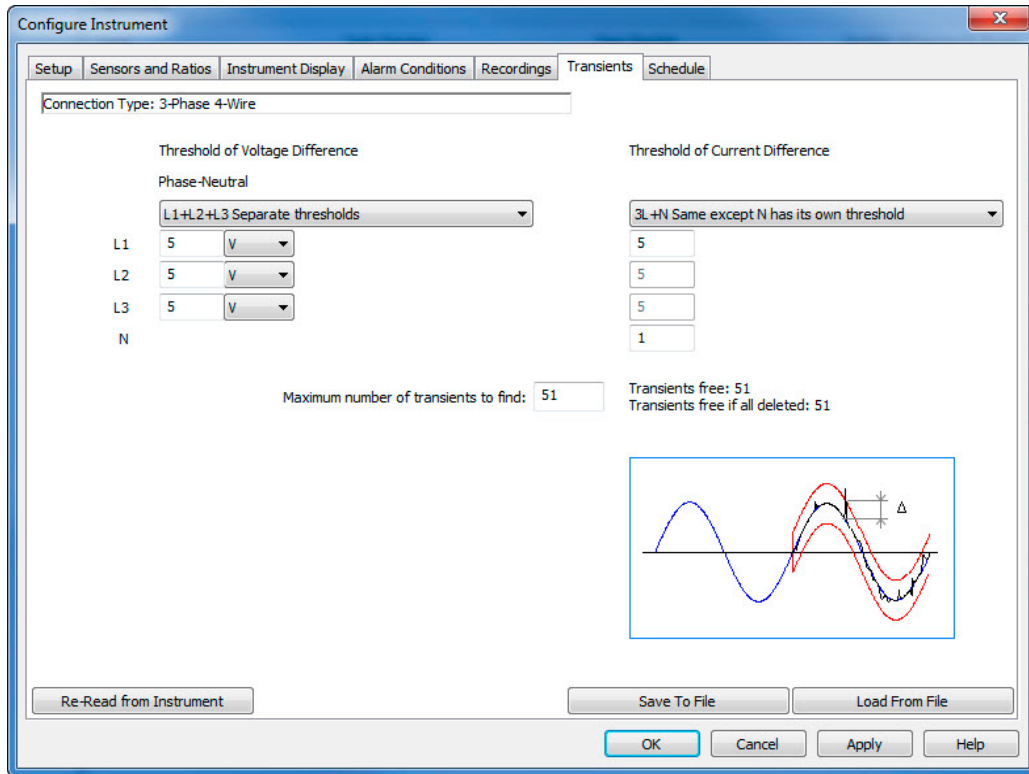 Configure Instrument
Setup Sensors and Ratios Instrument Display Alarm Conditions Recordings Transients Schedule
Connection Type: 3-Phase 4-Wire
Threshold of Voltage Difference Threshold of Current Difference
Phase-Neutral
L1+L2+L3 Separate thresholds 3L+N Same except N has its own threshold
L1 5 V 5
L2 5 V 5
L3 5 V 5
N 1
Maximum number of transients to find: 51 Transients free: 51
Transients free if all deleted: 51
Δ
Re-Read from Instrument Save To File Load From File
OK Cancel Apply Help